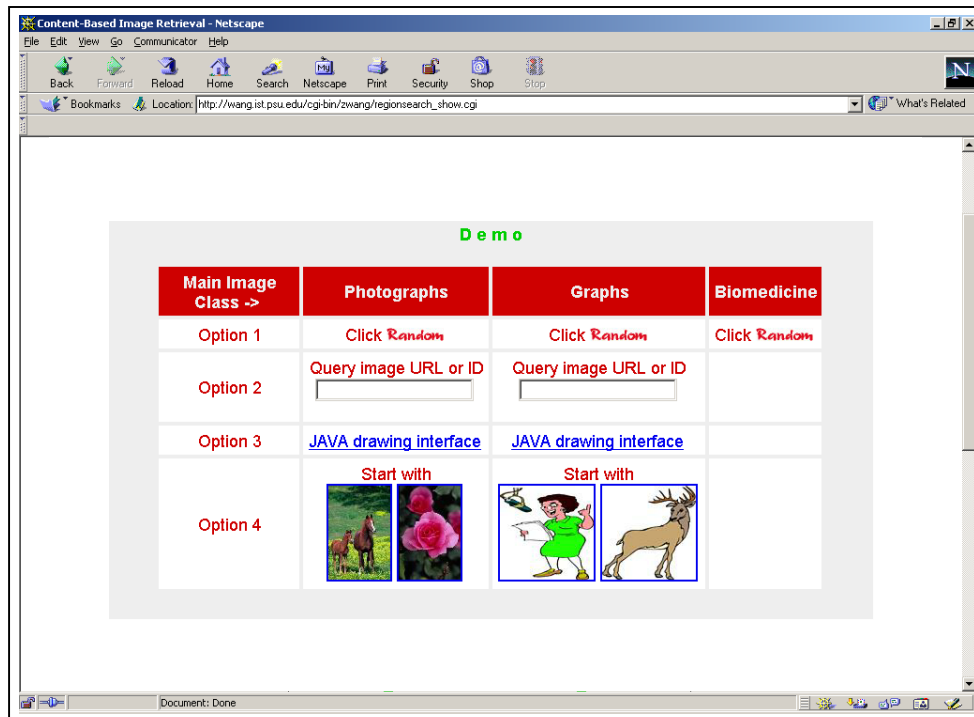 Content-Based Image Retrieval - Netscape
File Edit View Go Communicator Help
My
Back Forward Reload Home Search Netscape Print Security Shop Stop
N
Bookmarks Location: http://wang.ist.psu.edu/cgi-bin/zwang/regionsearch_show.cgi What's Related
Demo
Main Image Class -> Photographs Graphs Biomedicine
Option 1 Click Random Click Random Click Random
Query image URL or ID Query image URL or ID
Option 2
Option 3 JAVA drawing interface JAVA drawing interface
Start with Start with
Option 4
Document: Done